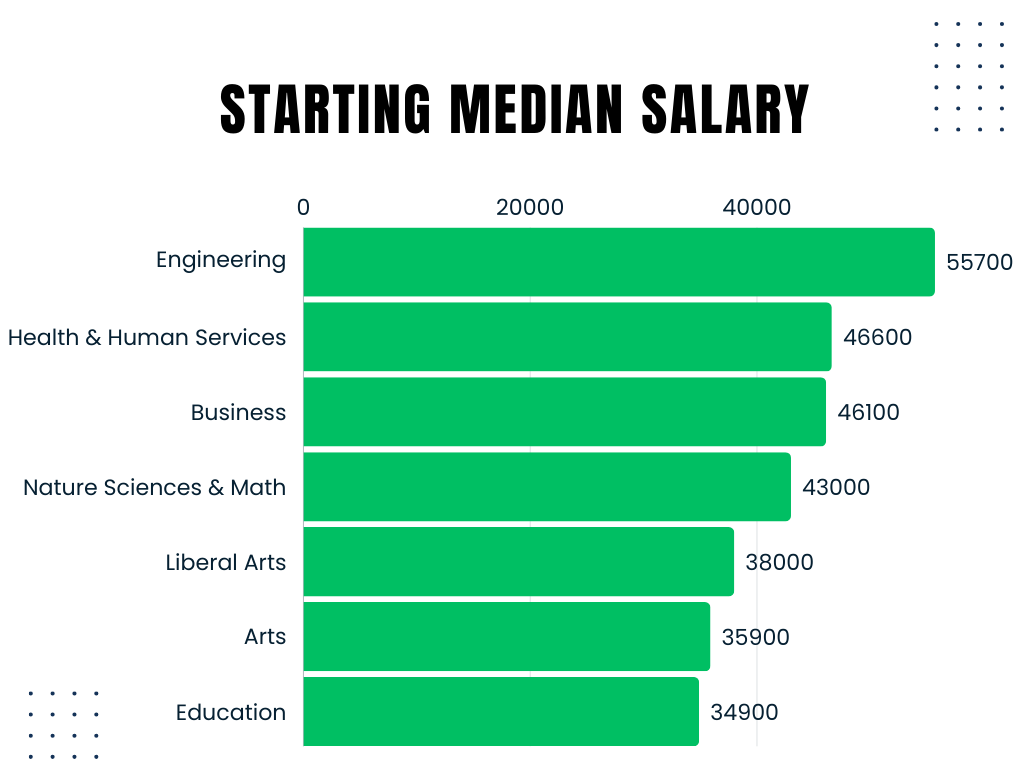 STARTING MEDIAN SALARY
0 20000 40000
Engineering 55700
Health & Human Services 46600
Business 46100
Nature Sciences & Math 43000
Liberal Arts 38000
Arts 35900
Education 34900